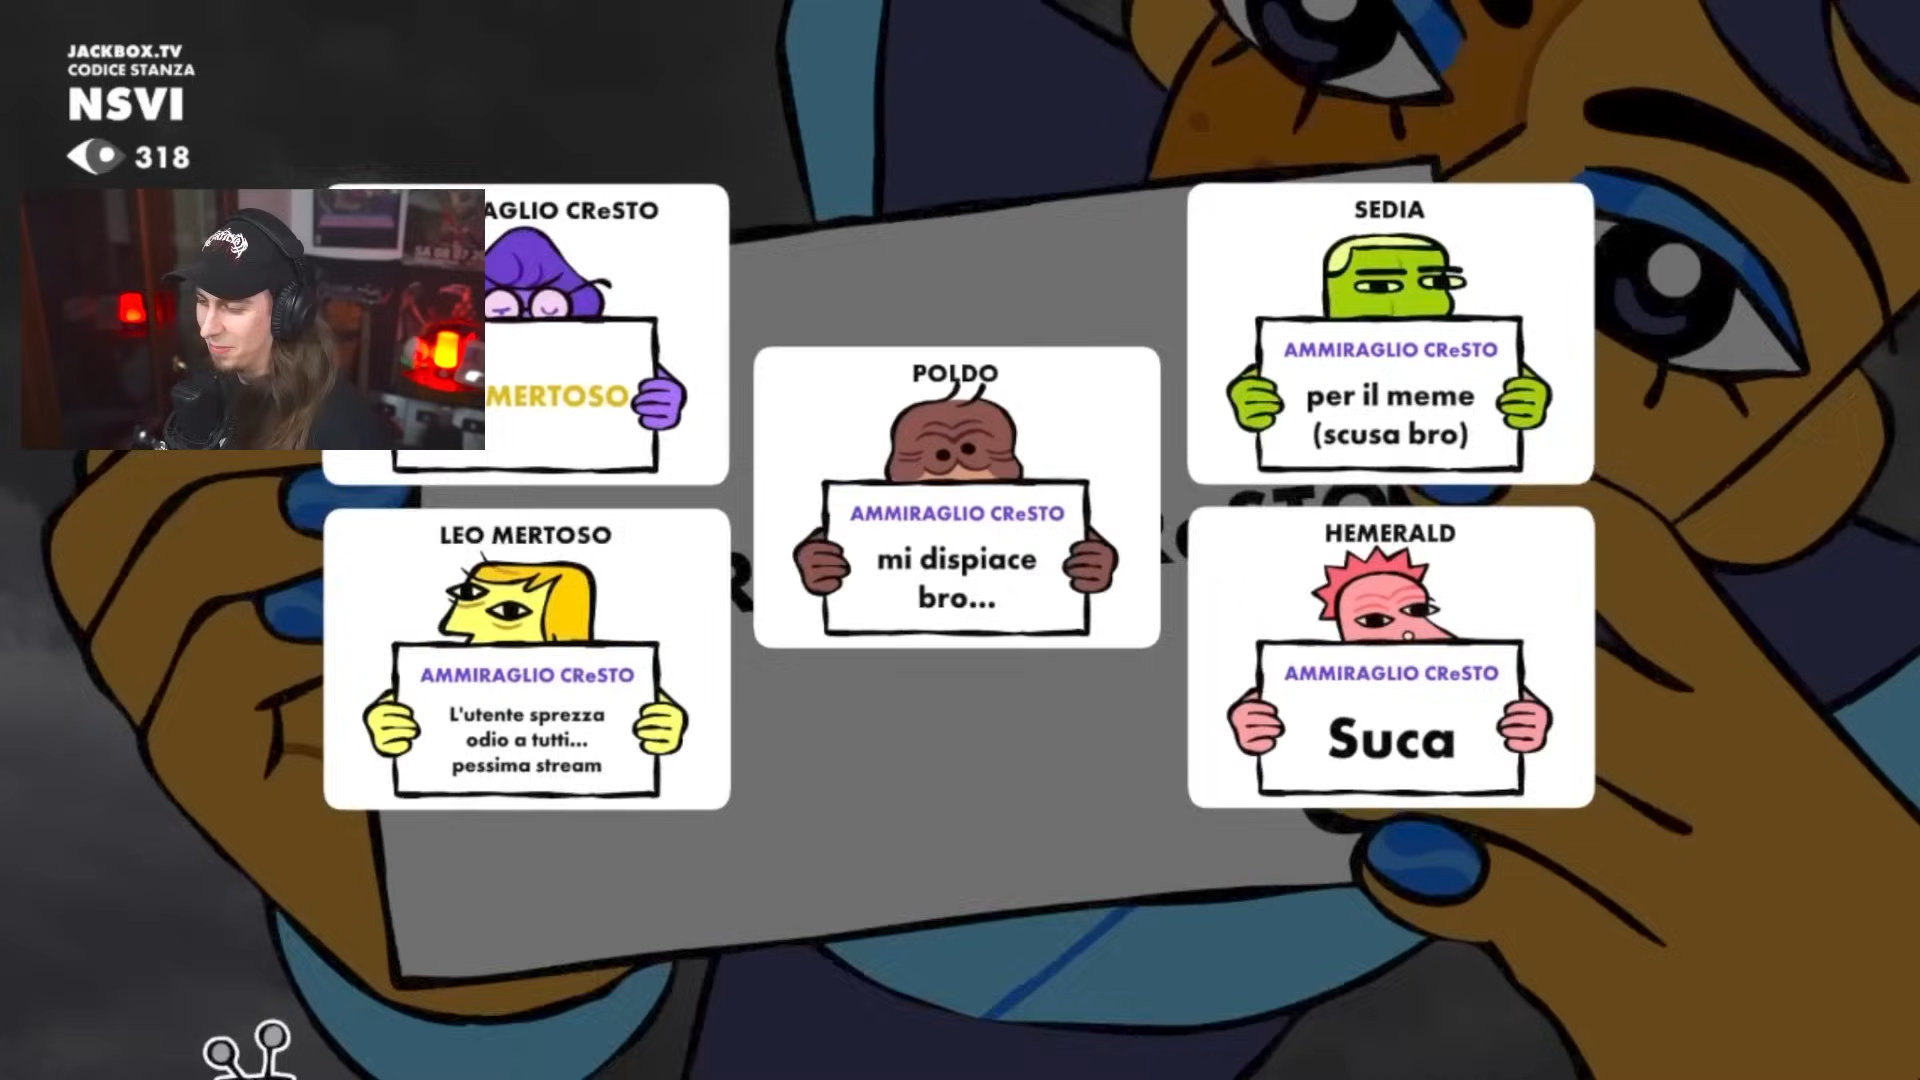 JACKBOX.TV
CODICE STANZA
NSVI
318
AGLIO CReSTO
MERTOSO
LEO MERTOSO
AMMIRAGLIO CReSTO
L'utente sprezza
odio a tutti...
pessima stream
POLDO
AMMIRAGLIO CReSTO
mi dispiace
bro...
SEDIA
AMMIRAGLIO CReSTO
per il meme
(scusa bro)
HEMERALD
AMMIRAGLIO CReSTO
Suca